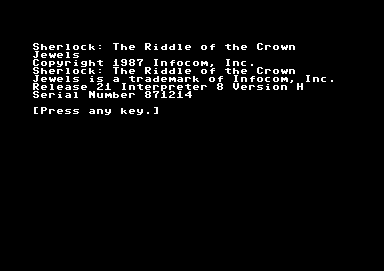 Sherlock: The Riddle of the Crown
Jewels
Copyright 1987 Infocom, Inc.
Sherlock: The Riddle of the Crown
Jewels is a trademark of Infocom, Inc.
Release 21 Interpreter 8 Version H
Serial Number 871214
[Press any key.]